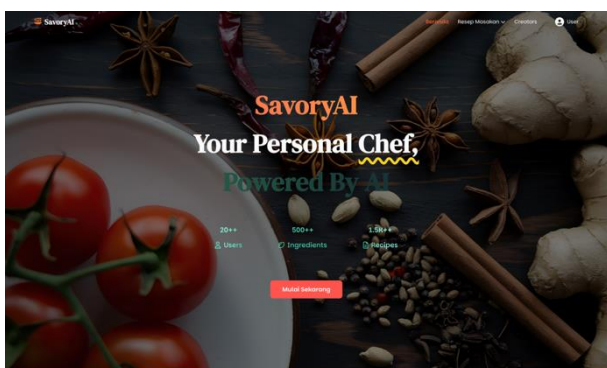 SavoryAI
Beranda Resep Masakan Creators User
SavoryAI
Your Personal Chef,
Powered By AI
20++ 500++ 1.5K++
Users Ingredients Recipes
Mulai Sekarang